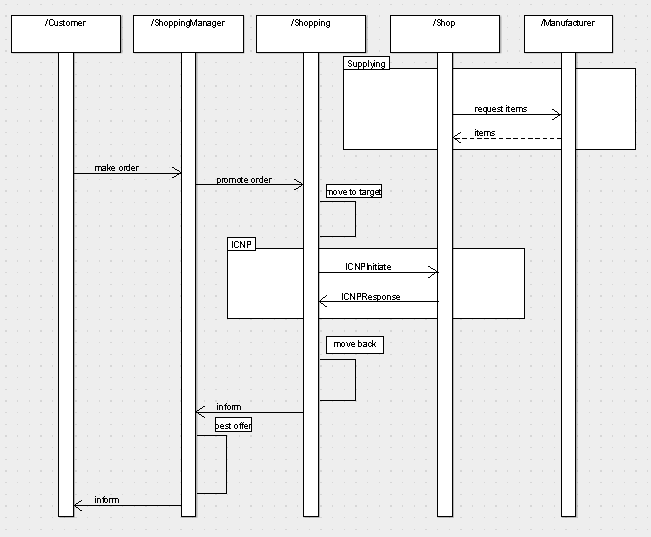 /Customer
/ShoppingManager
/Shopping
/Shop
/Manufacturer
Supplying
request items
items
make order
promote order
move to target
ICNP
ICNPInitiate
ICNPResponse
move back
inform
best offer
inform